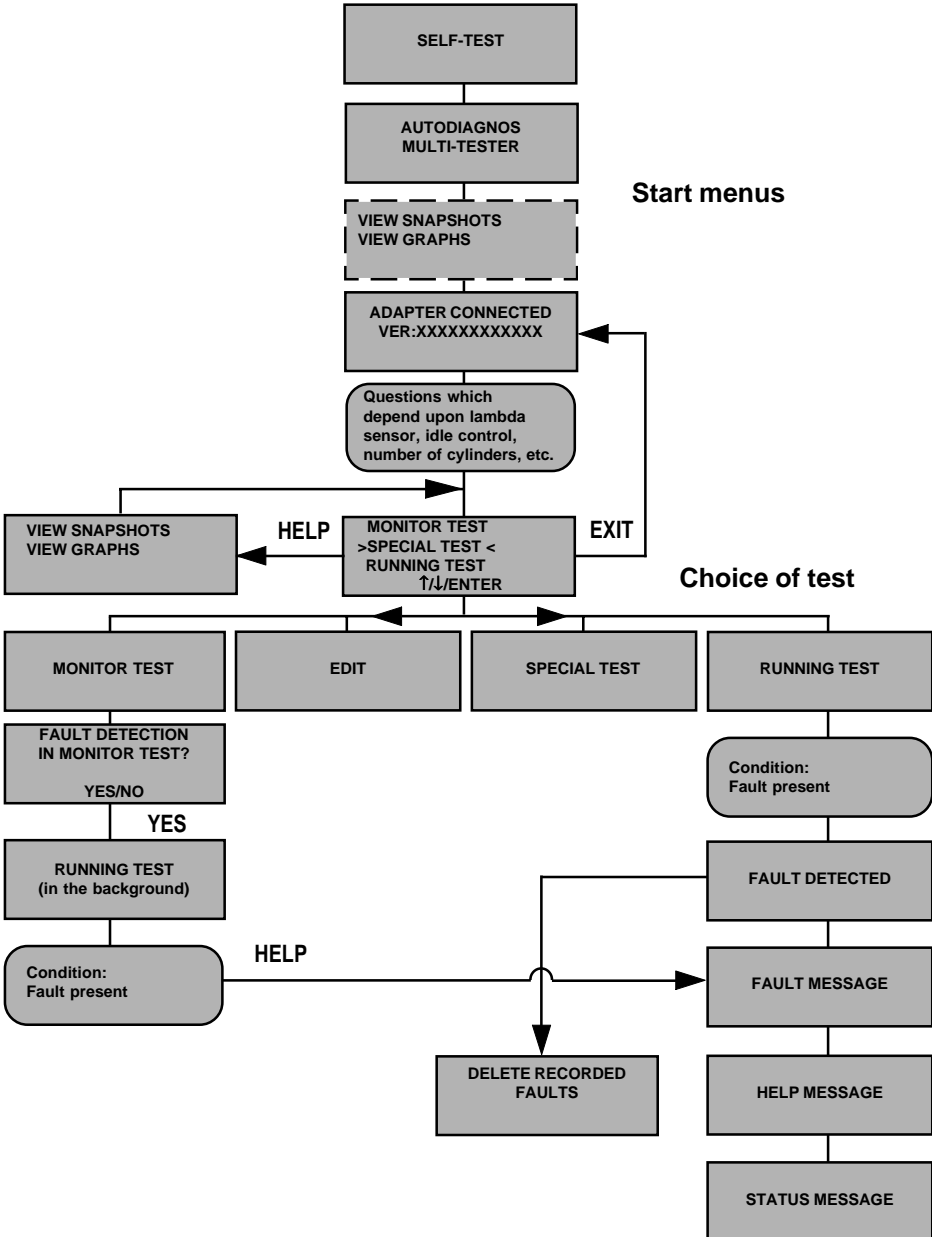 SELF-TEST
AUTODIAGNOS
MULTI-TESTER
Start menus
VIEW SNAPSHOTS
VIEW GRAPHS
ADAPTER CONNECTED
VER:XXXXXXXXXXXX
Questions which
depend upon lambda
sensor, idle control,
number of cylinders, etc.
VIEW SNAPSHOTS
VIEW GRAPHS
HELP
MONITOR TEST
>SPECIAL TEST <
RUNNING TEST
↑/↓/ENTER
EXIT
Choice of test
MONITOR TEST
EDIT
SPECIAL TEST
RUNNING TEST
FAULT DETECTION
IN MONITOR TEST?
YES/NO
YES
Condition:
Fault present
RUNNING TEST
(in the background)
FAULT DETECTED
HELP
Condition:
Fault present
FAULT MESSAGE
DELETE RECORDED
FAULTS
HELP MESSAGE
STATUS MESSAGE